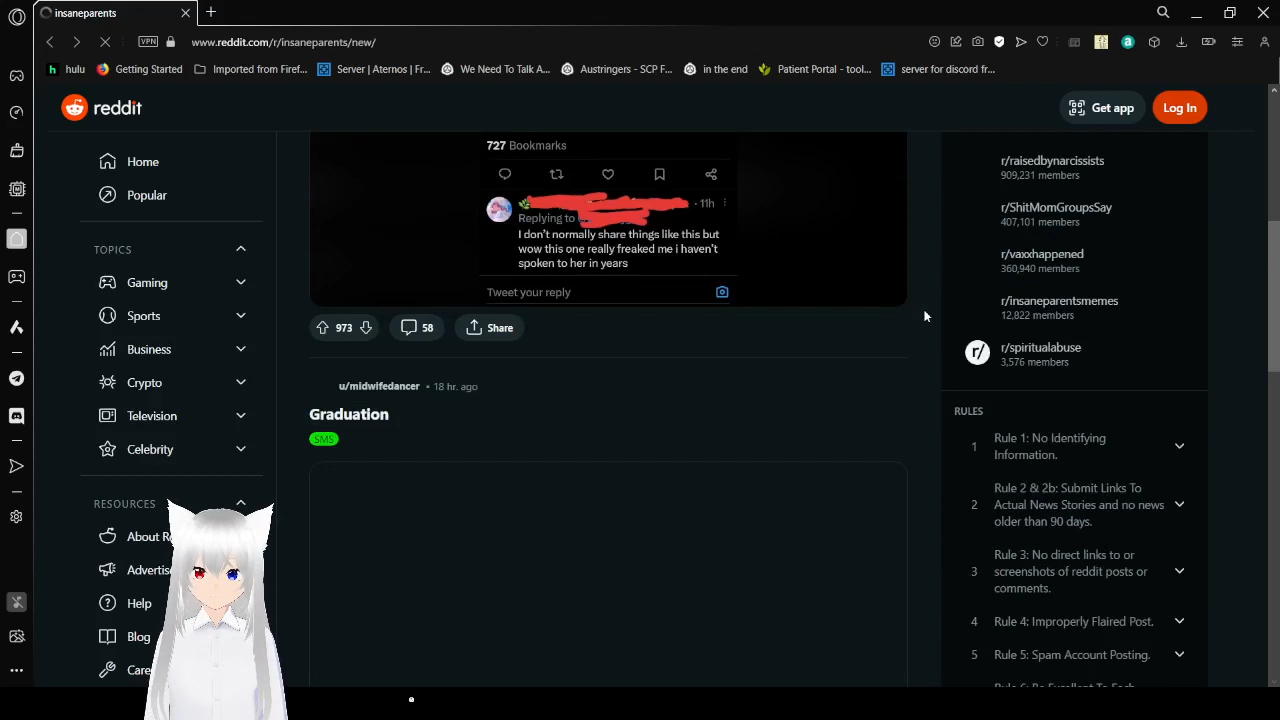 insaneparents
VPN
www.reddit.com/r/insaneparents/new/
hulu
Getting Started
Imported from Firef...
Server | Aternos | Fr...
We Need To Talk A...
Austringers - SCP F...
in the end
Patient Portal - tool...
server for discord fr...
reddit
Get app
Log In
Home
Popular
TOPICS
Gaming
Sports
Business
Crypto
Television
Celebrity
RESOURCES
About Re
Advertise
Help
Blog
Care
727 Bookmarks
11h
Replying to
I don't normally share things like this but
wow this one really freaked me i haven't
spoken to her in years
Tweet your reply
973
58
Share
u/midwifedancer • 18 hr. ago
Graduation
SMS
r/raisedbynarcissists
909,231 members
r/ShitMomGroupsSay
407,101 members
r/vaxxhappened
360,940 members
r/insaneparentsmemes
12,822 members
r/
r/spiritualabuse
3,576 members
RULES
1 Rule 1: No Identifying
Information.
2 Rule 2 & 2b: Submit Links To
Actual News Stories and no news
older than 90 days.
3 Rule 3: No direct links to or
screenshots of reddit posts or
comments.
4 Rule 4: Improperly Flaired Post.
5 Rule 5: Spam Account Posting.